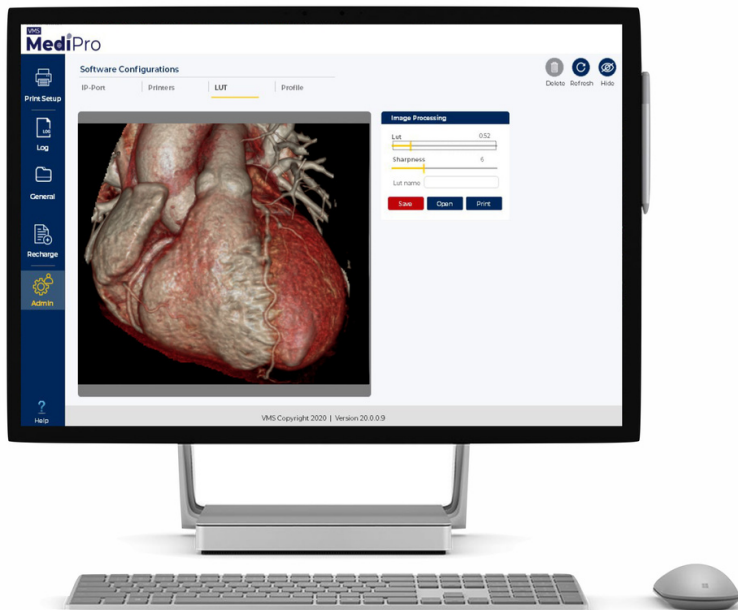 VMS
MediPro
Software Configurations
IP-Port
Printers
LUT
Profile
Delete
Refresh
Hide
Print Setup
LOG
Log
General
Recharge
Admin
?
Help
Image Processing
Lut 0.52
Sharpness 6
Lut name
Save
Open
Print
VMS Copyright 2020 | Version 20.0.0.9